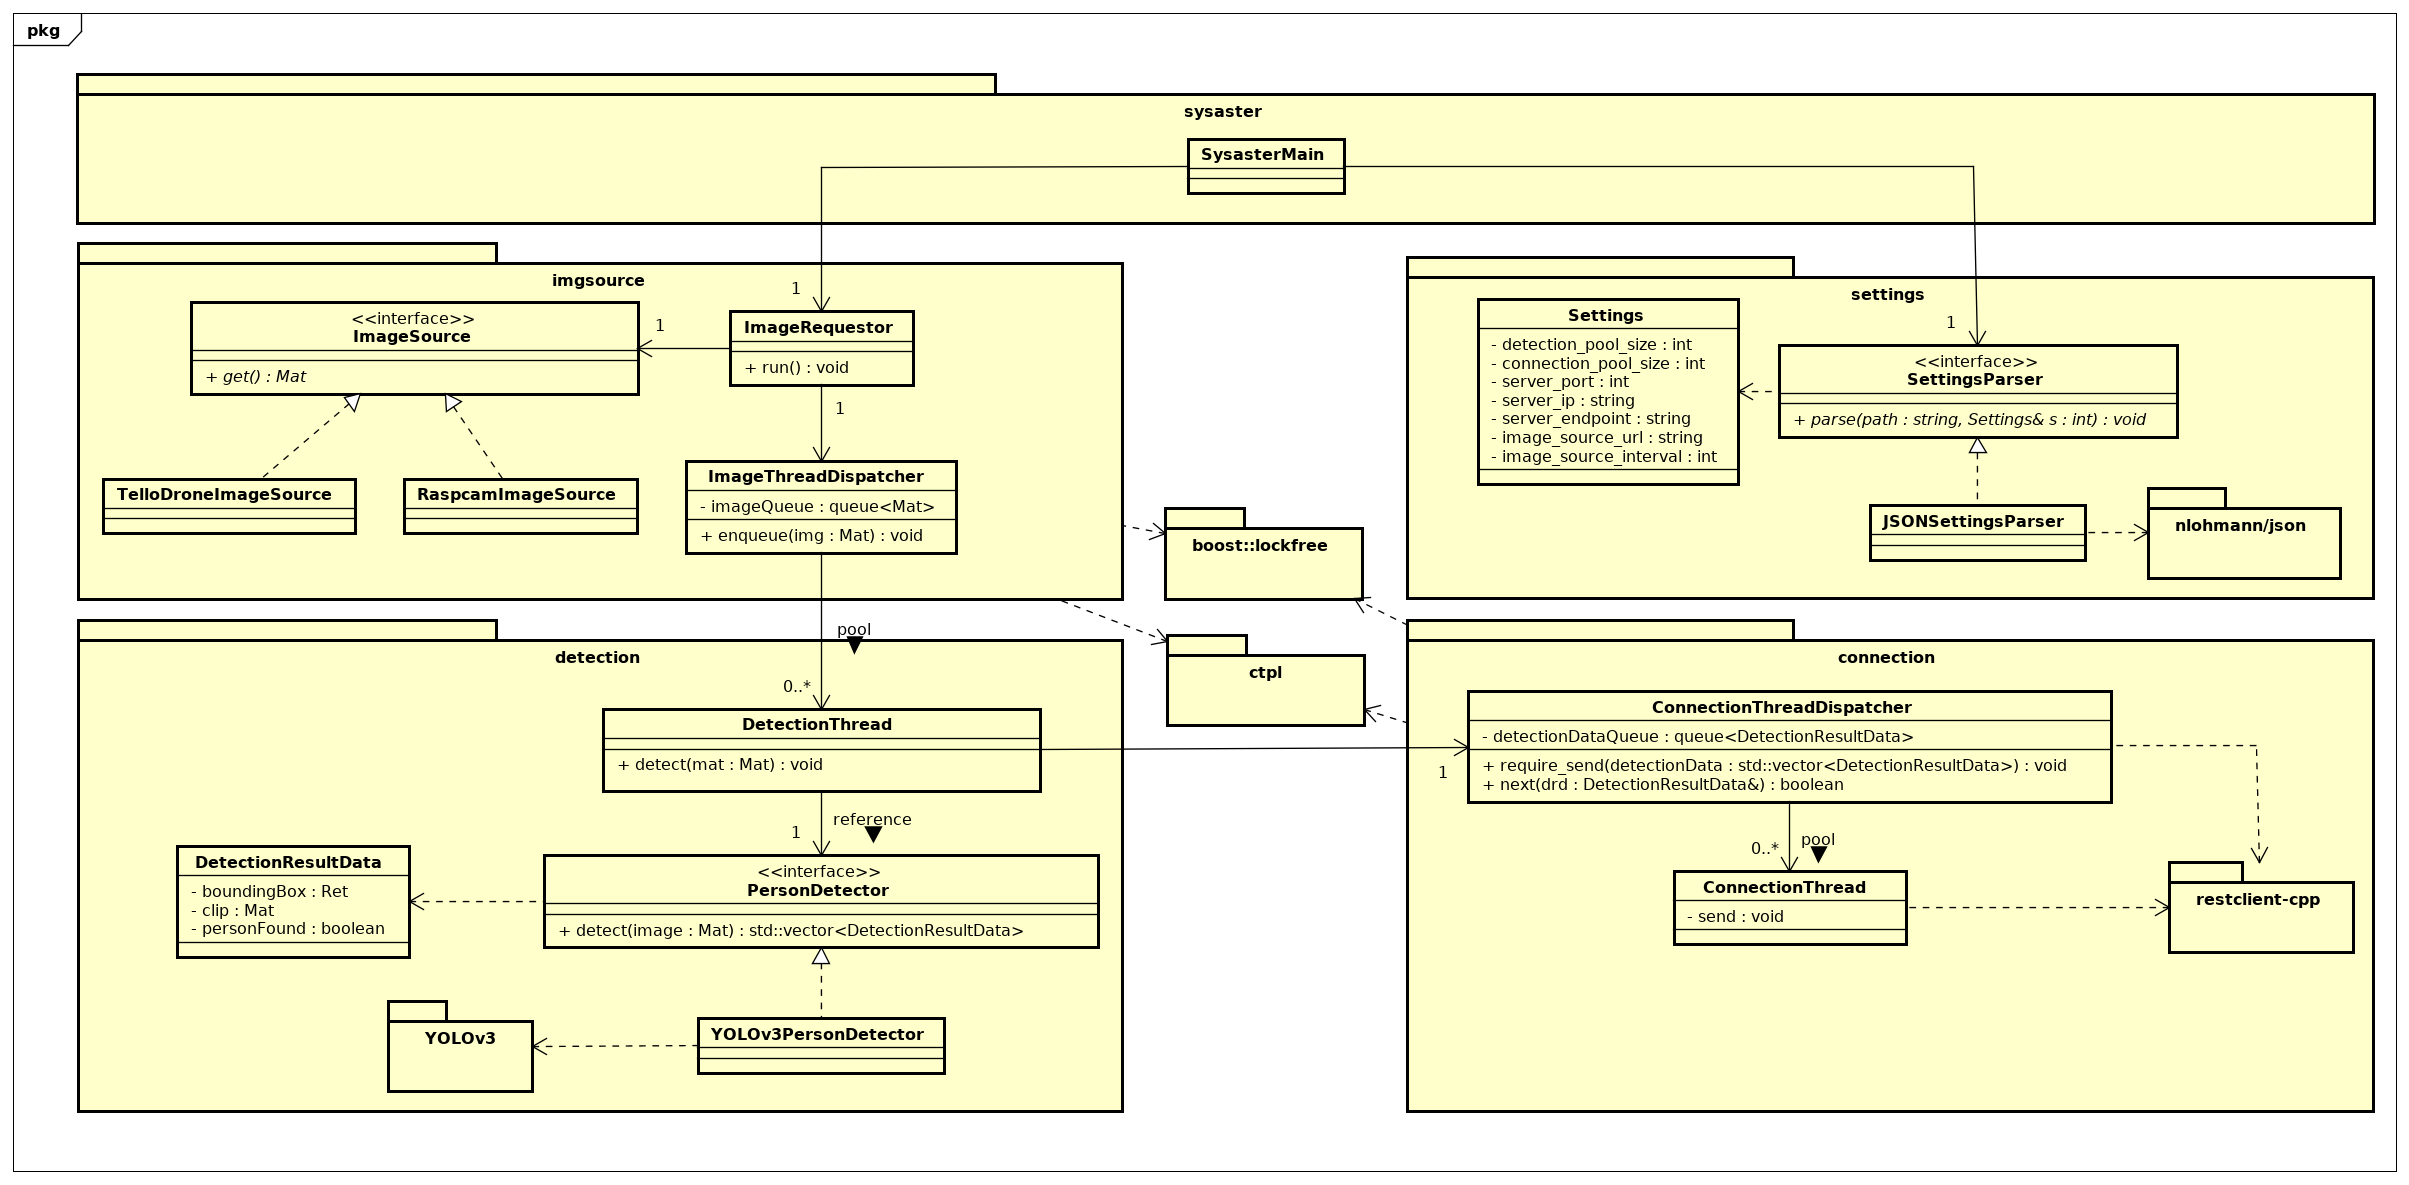 pkg
sysaster
SysasterMain
imgsource
1
<<interface>>
ImageSource
+ get() : Mat
1
ImageRequestor
+ run() : void
1
TelloDroneImageSource
RaspcamImageSource
ImageThreadDispatcher
- imageQueue : queue<Mat>
+ enqueue(img : Mat) : void
settings
Settings
- detection_pool_size : int
- connection_pool_size : int
- server_port : int
- server_ip : string
- server_endpoint : string
- image_source_url : string
- image_source_interval : int
1
<<interface>>
SettingsParser
+ parse(path : string, Settings& s : int) : void
JSONSettingsParser
nlohmann/json
boost::lockfree
ctpl
pool
detection
0..*
DetectionThread
+ detect(mat : Mat) : void
reference
1
DetectionResultData
- boundingBox : Ret
- clip : Mat
- personFound : boolean
<<interface>>
PersonDetector
+ detect(image : Mat) : std::vector<DetectionResultData>
YOLOv3
YOLOv3PersonDetector
connection
1
ConnectionThreadDispatcher
- detectionDataQueue : queue<DetectionResultData>
+ require_send(detectionData : std::vector<DetectionResultData>) : void
+ next(drd : DetectionResultData&) : boolean
0..*
pool
ConnectionThread
- send : void
restclient-cpp